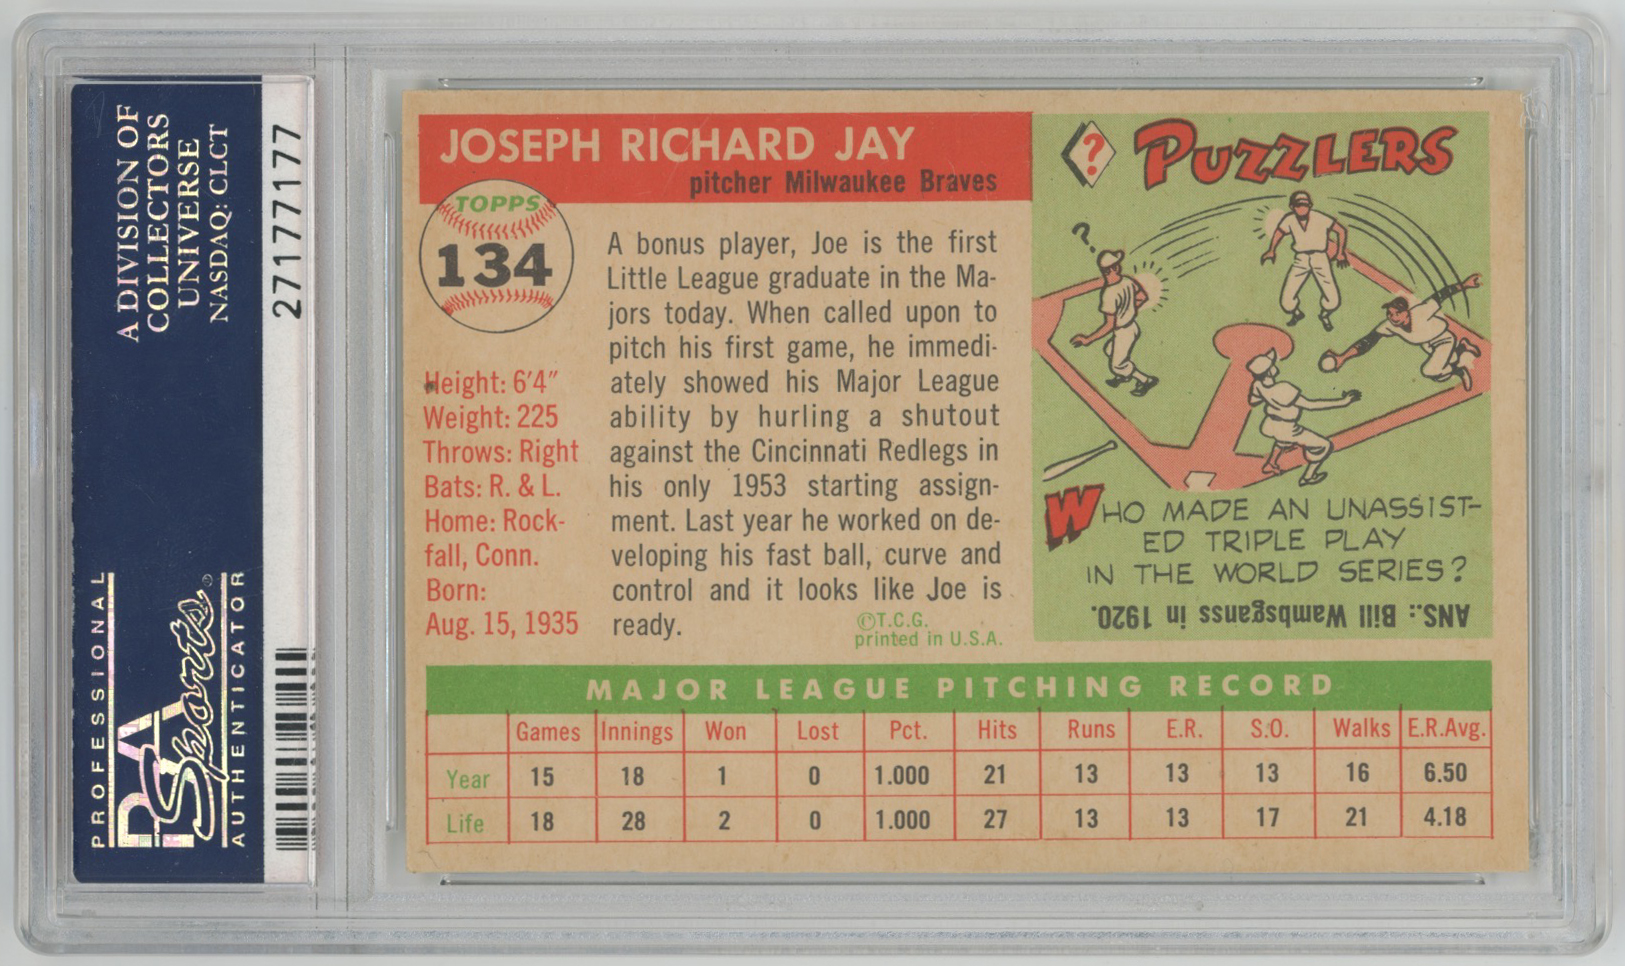 A DIVISION OF
COLLECTORS
UNIVERSE
NASDAQ: CLCT
27177177
PROFESSIONAL
PSA
Sports®
AUTHENTICATOR
JOSEPH RICHARD JAY
pitcher Milwaukee Braves
TOPPS
134
Height: 6'4"
Weight: 225
Throws: Right
Bats: R. & L.
Home: Rock-
fall, Conn.
Born:
Aug. 15, 1935
A bonus player, Joe is the first
Little League graduate in the Ma-
jors today. When called upon to
pitch his first game, he immedi-
ately showed his Major League
ability by hurling a shutout
against the Cincinnati Redlegs in
his only 1953 starting assign-
ment. Last year he worked on de-
veloping his fast ball, curve and
control and it looks like Joe is
ready.
©T.C.G.
printed in U.S.A.
? PUZZLERS
?
WHO MADE AN UNASSIST-
ED TRIPLE PLAY
IN THE WORLD SERIES?
ANS.: Bill Wambsganss in 1920.
MAJOR LEAGUE PITCHING RECORD
Games Innings Won Lost Pct. Hits Runs E.R. S.O. Walks E.R.Avg.
Year 15 18 1 0 1.000 21 13 13 13 16 6.50
Life 18 28 2 0 1.000 27 13 13 17 21 4.18